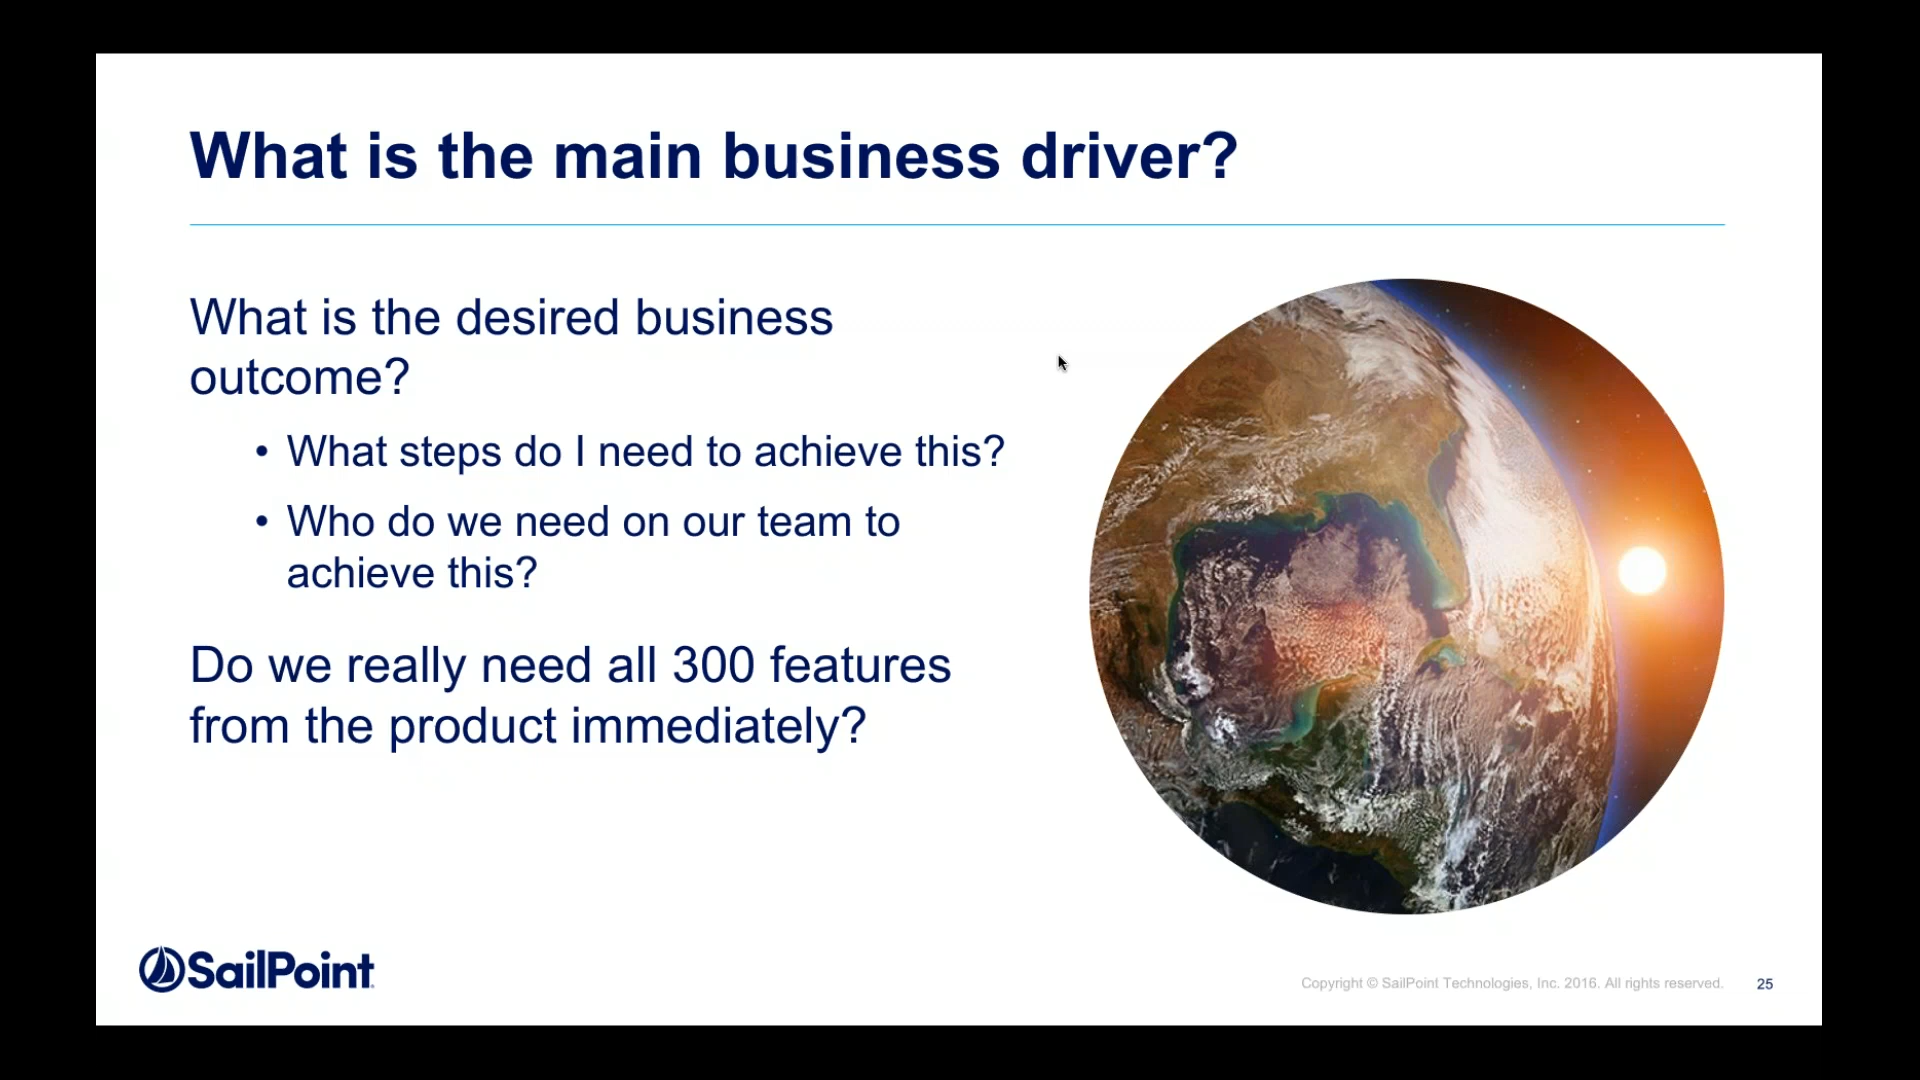 What is the main business driver?
What is the desired business
outcome?
• What steps do I need to achieve this?
• Who do we need on our team to
achieve this?
Do we really need all 300 features
from the product immediately?
SailPoint
Copyright © SailPoint Technologies, Inc. 2016. All rights reserved.
25